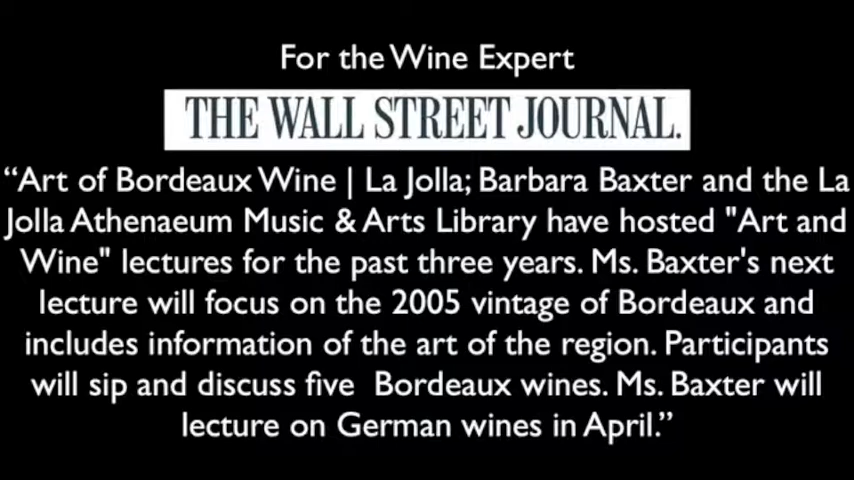 For the Wine Expert
THE WALL STREET JOURNAL.
“Art of Bordeaux Wine | La Jolla; Barbara Baxter and the La
Jolla Athenaeum Music & Arts Library have hosted "Art and
Wine" lectures for the past three years. Ms. Baxter's next
lecture will focus on the 2005 vintage of Bordeaux and
includes information of the art of the region. Participants
will sip and discuss five  Bordeaux wines. Ms. Baxter will
lecture on German wines in April.”